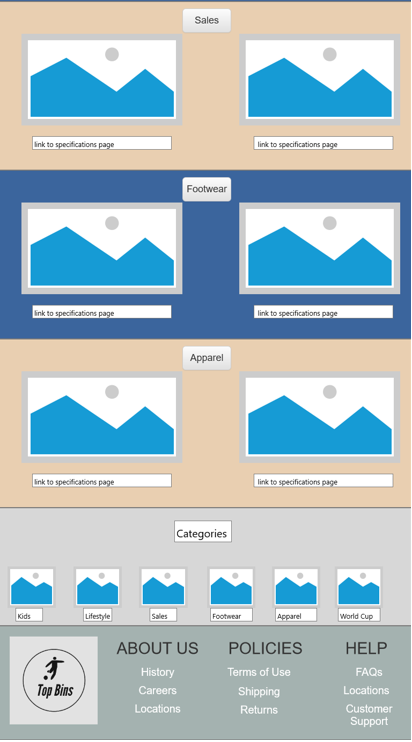 Sales
link to specifications page
link to specifications page
Footwear
link to specifications page
link to specifications page
Apparel
link to specifications page
link to specifications page
Categories
Kids
Lifestyle
Sales
Footwear
Apparel
World Cup
Top Bins
ABOUT US
History
Careers
Locations
POLICIES
Terms of Use
Shipping
Returns
HELP
FAQs
Locations
Customer
Support